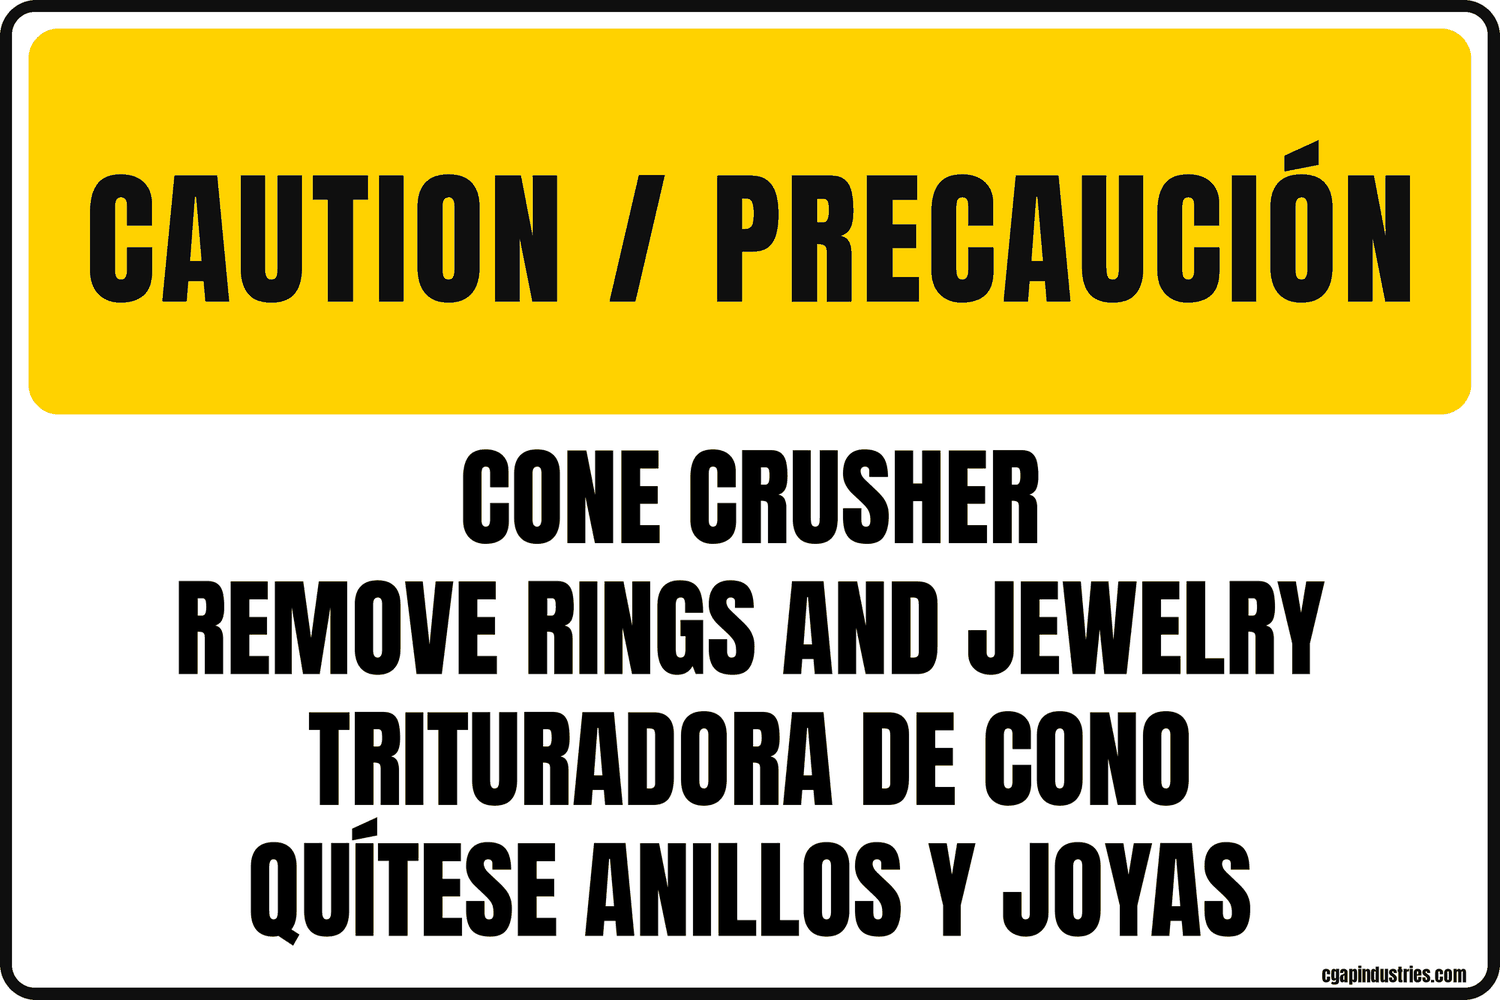 CAUTION / PRECAUCIÓN
CONE CRUSHER
REMOVE RINGS AND JEWELRY
TRITURADORA DE CONO
QUÍTESE ANILLOS Y JOYAS
cgapindustries.com